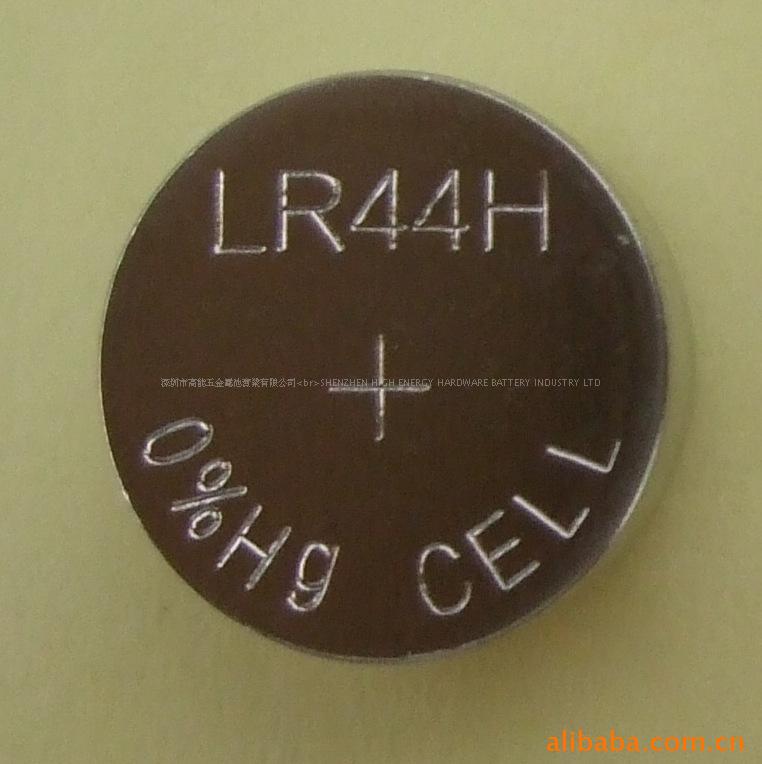 LR44H
+
深圳市高能五金電池實業有限公司<br>SHENZHEN HIGH ENERGY HARDWARE BATTERY INDUSTRY LTD
0%Hg CELL
alibaba.com.cn